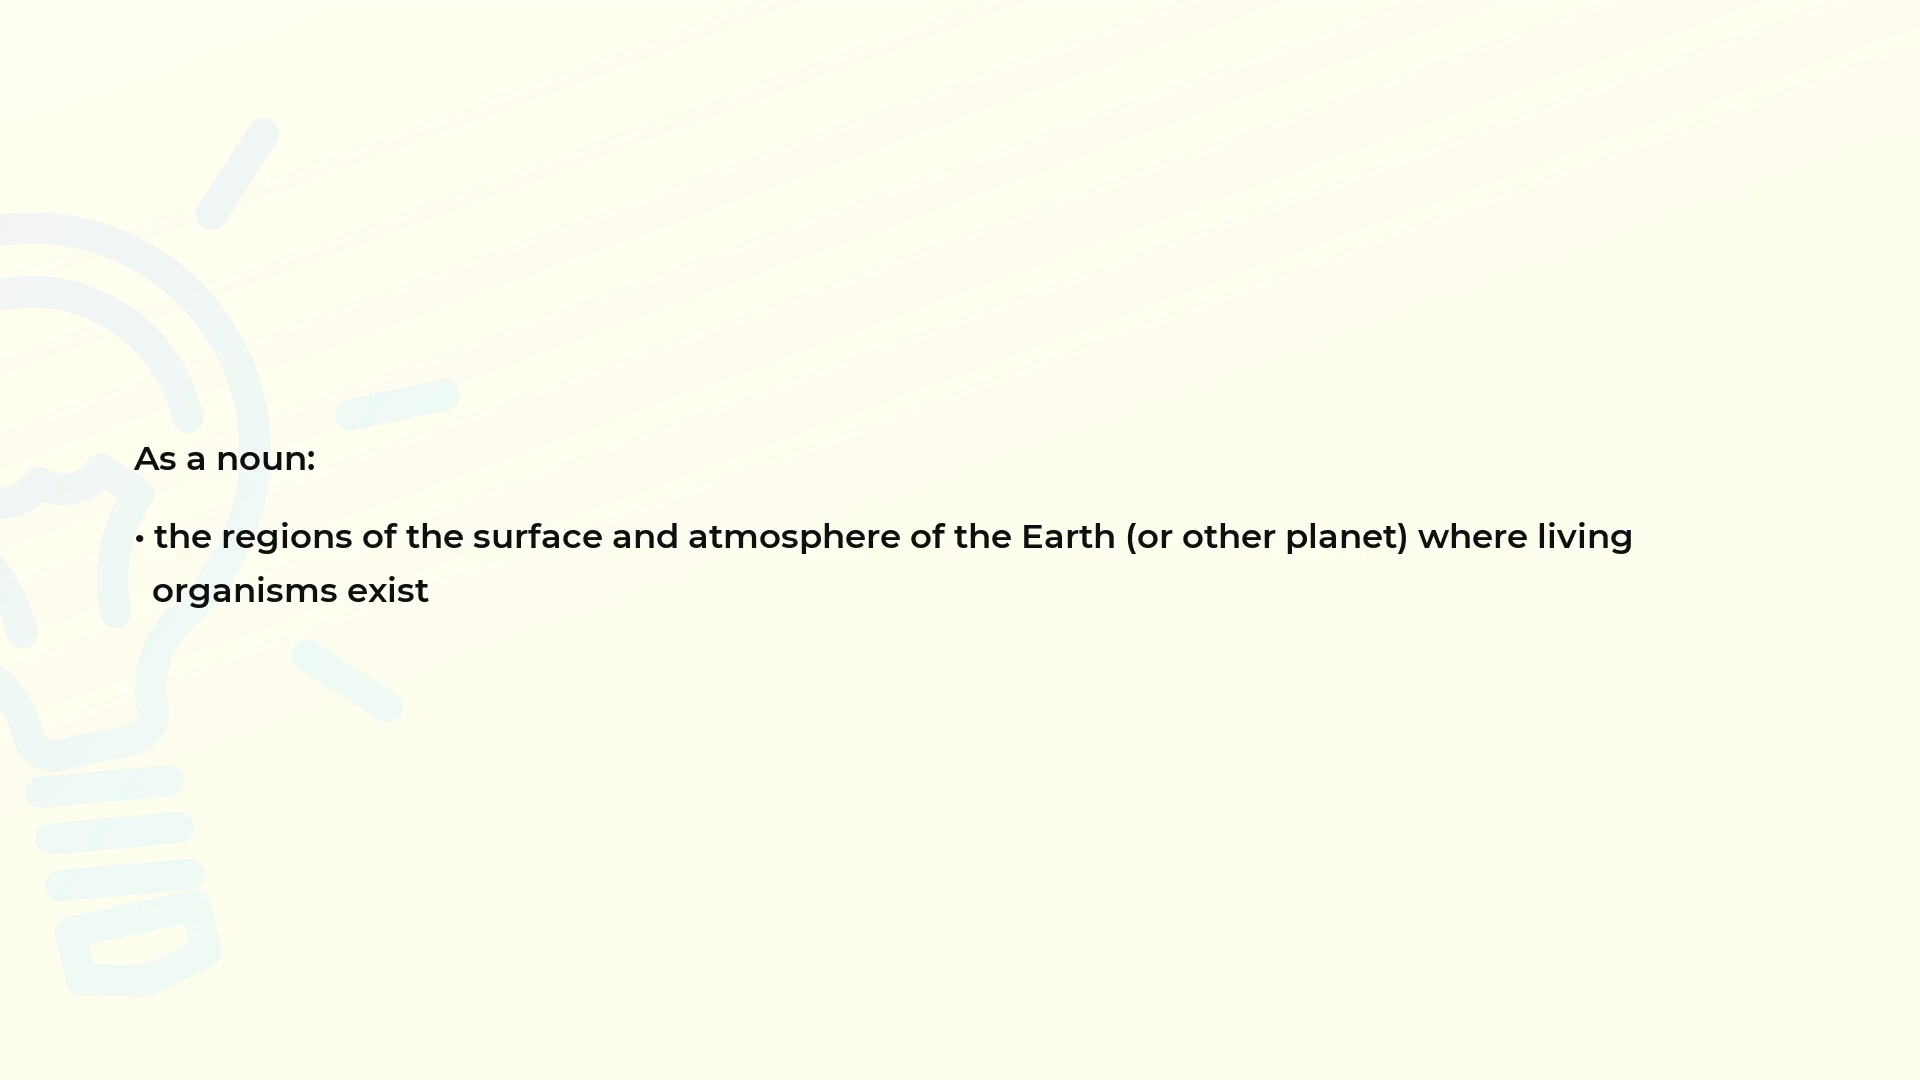 As a noun:
• the regions of the surface and atmosphere of the Earth (or other planet) where living
organisms exist